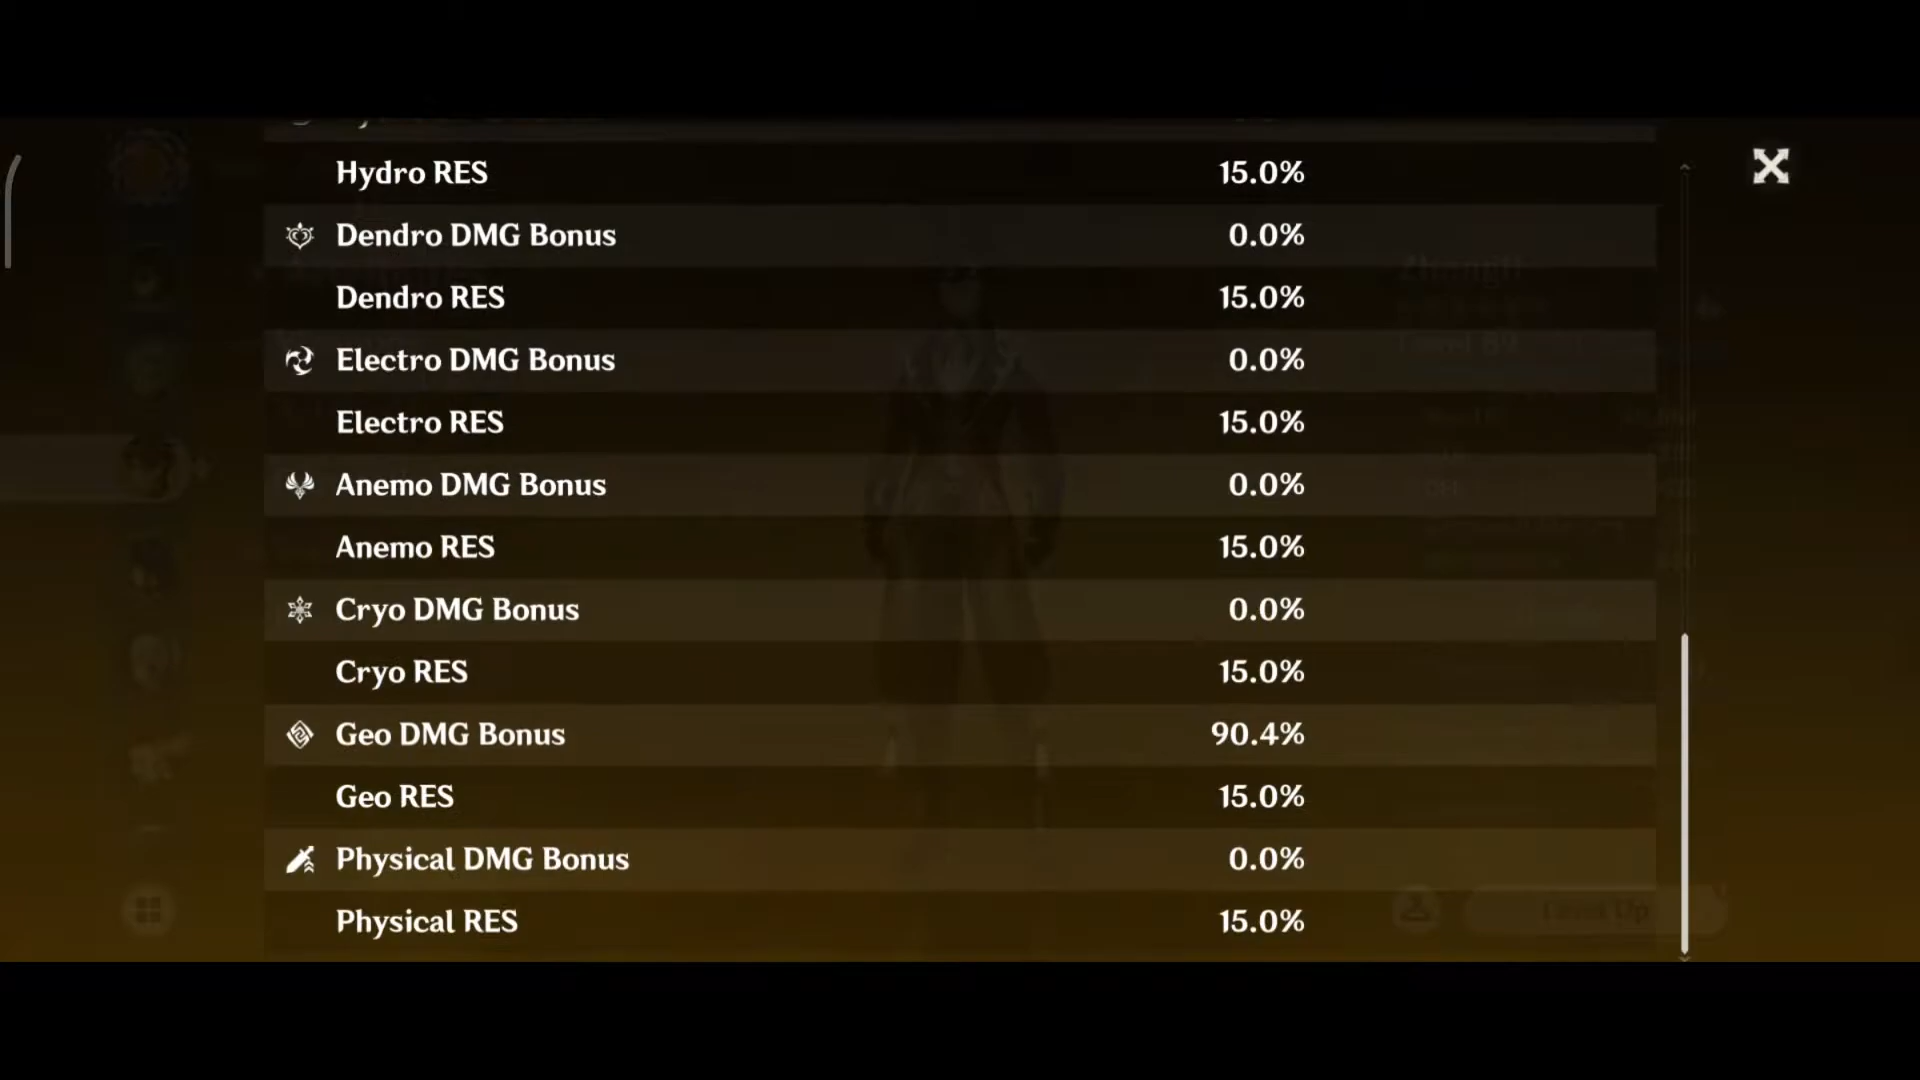 Hydro RES 15.0%
Dendro DMG Bonus 0.0%
Dendro RES 15.0%
Electro DMG Bonus 0.0%
Electro RES 15.0%
Anemo DMG Bonus 0.0%
Anemo RES 15.0%
Cryo DMG Bonus 0.0%
Cryo RES 15.0%
Geo DMG Bonus 90.4%
Geo RES 15.0%
Physical DMG Bonus 0.0%
Physical RES 15.0%
Level Up